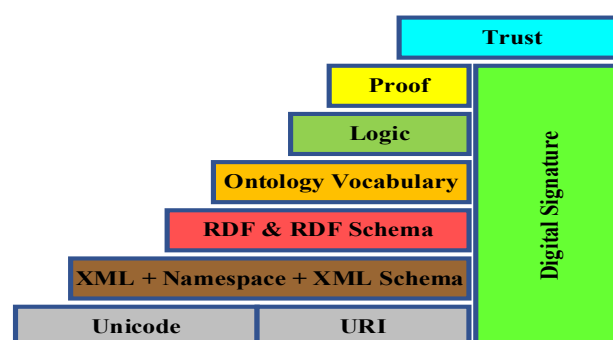 Trust
Proof
Logic
Ontology Vocabulary
RDF & RDF Schema
XML + Namespace + XML Schema
Unicode
URI
Digital Signature